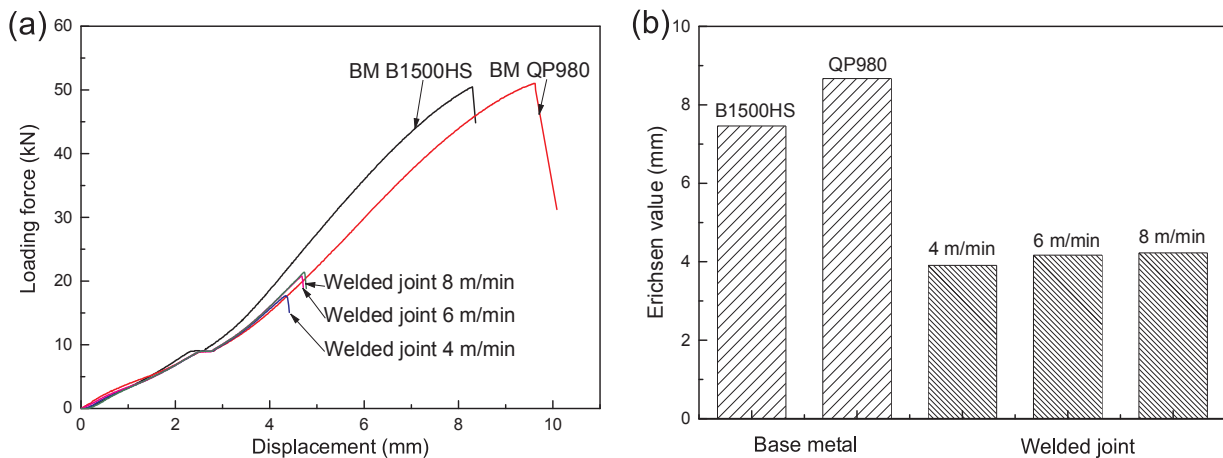 (a)
60
50
40
30
20
10
0
Loading force (kN)
0 2 4 6 8 10
Displacement (mm)
BM B1500HS BM QP980
Welded joint 8 m/min
Welded joint 6 m/min
Welded joint 4 m/min
(b)
10
8
6
4
2
0
Erichsen value (mm)
B1500HS
QP980
4 m/min
6 m/min
8 m/min
Base metal Welded joint